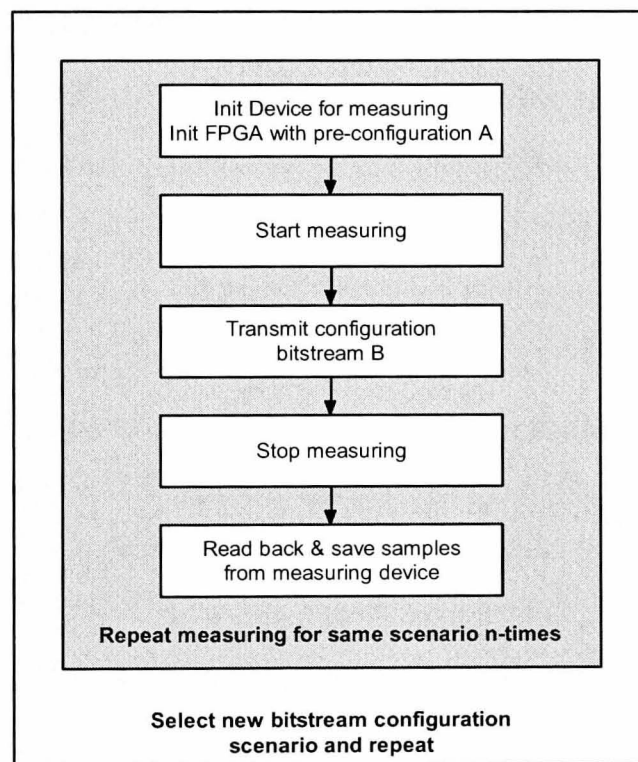 Init Device for measuring
Init FPGA with pre-configuration A
Start measuring
Transmit configuration
bitstream B
Stop measuring
Read back & save samples
from measuring device
Repeat measuring for same scenario n-times
Select new bitstream configuration
scenario and repeat